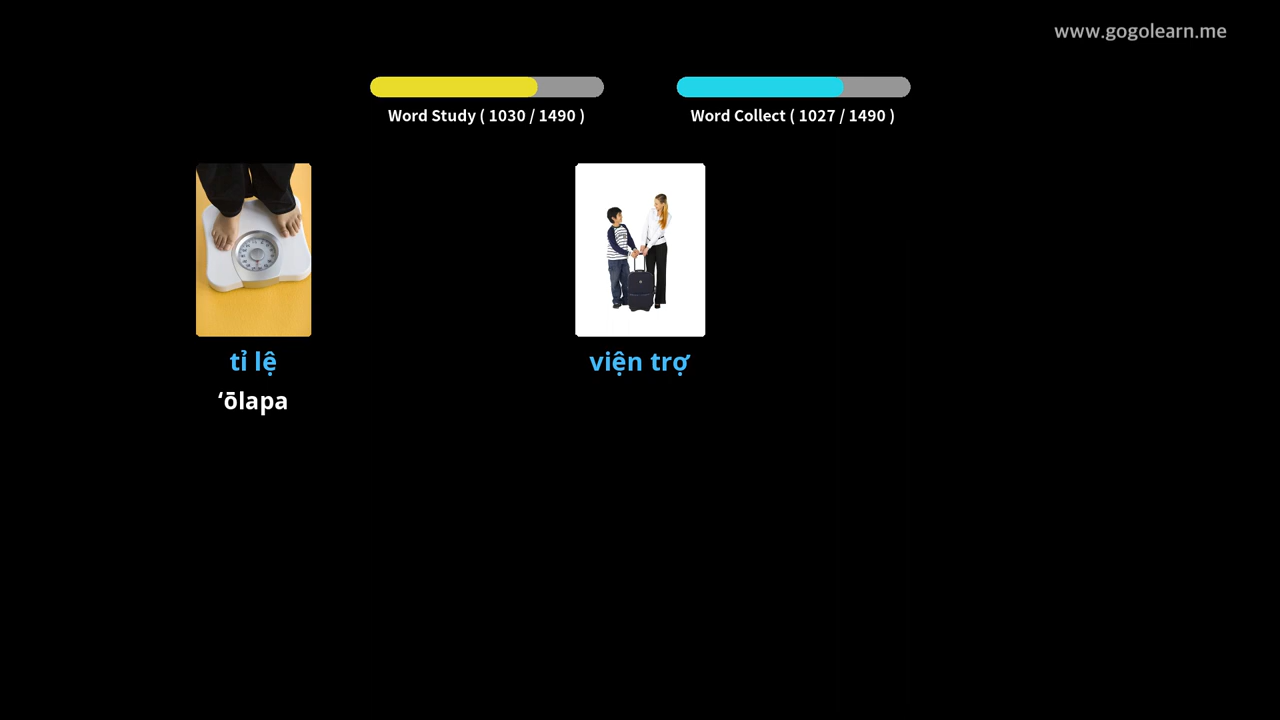 www.gogolearn.me
Word Study ( 1030 / 1490 )
Word Collect ( 1027 / 1490 )
tỉ lệ
ʻōlapa
viện trợ